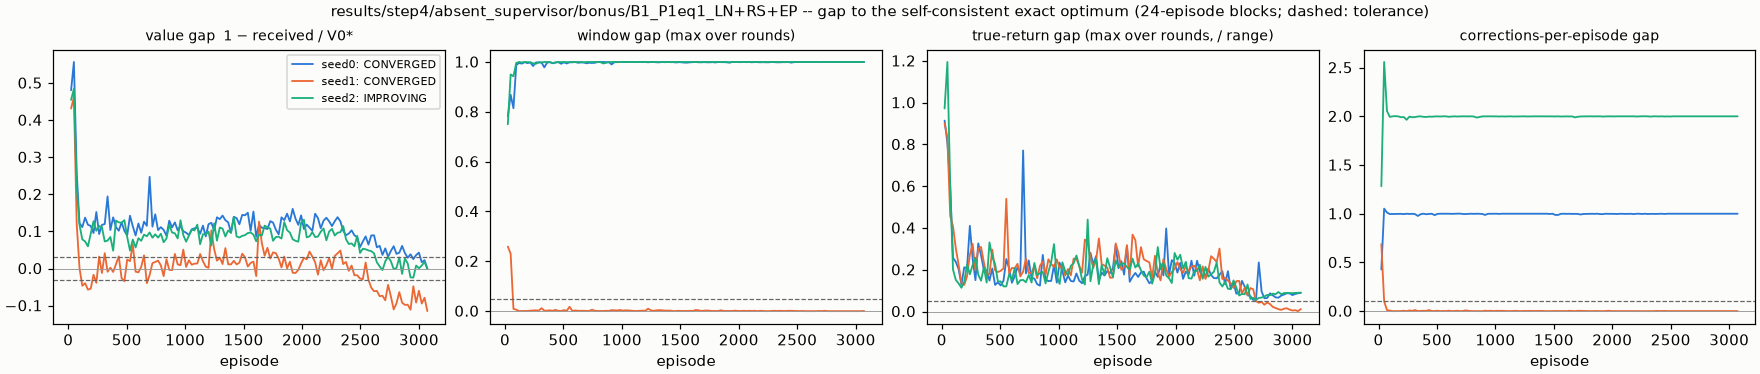 results/step4/absent_supervisor/bonus/B1_P1eq1_LN+RS+EP -- gap to the self-consistent exact optimum (24-episode blocks; dashed: tolerance)
value gap  1 − received / V0*
0.5
0.4
0.3
0.2
0.1
0.0
−0.1
seed0: CONVERGED
seed1: CONVERGED
seed2: IMPROVING
0 500 1000 1500 2000 2500 3000
episode
window gap (max over rounds)
1.0
0.8
0.6
0.4
0.2
0.0
0 500 1000 1500 2000 2500 3000
episode
true-return gap (max over rounds, / range)
1.2
1.0
0.8
0.6
0.4
0.2
0.0
0 500 1000 1500 2000 2500 3000
episode
corrections-per-episode gap
2.5
2.0
1.5
1.0
0.5
0.0
0 500 1000 1500 2000 2500 3000
episode